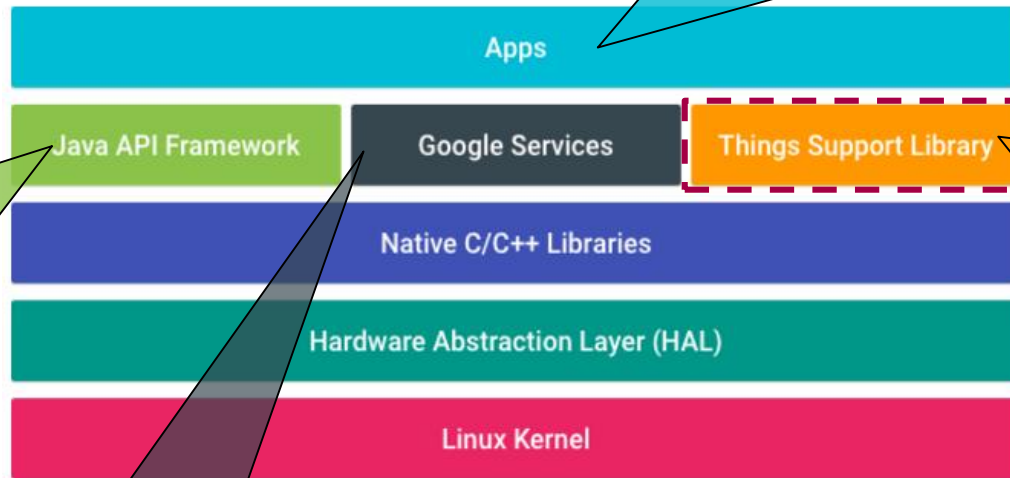 Apps
Java API Framework
Google Services
Things Support Library
Native C/C++ Libraries
Hardware Abstraction Layer (HAL)
Linux Kernel